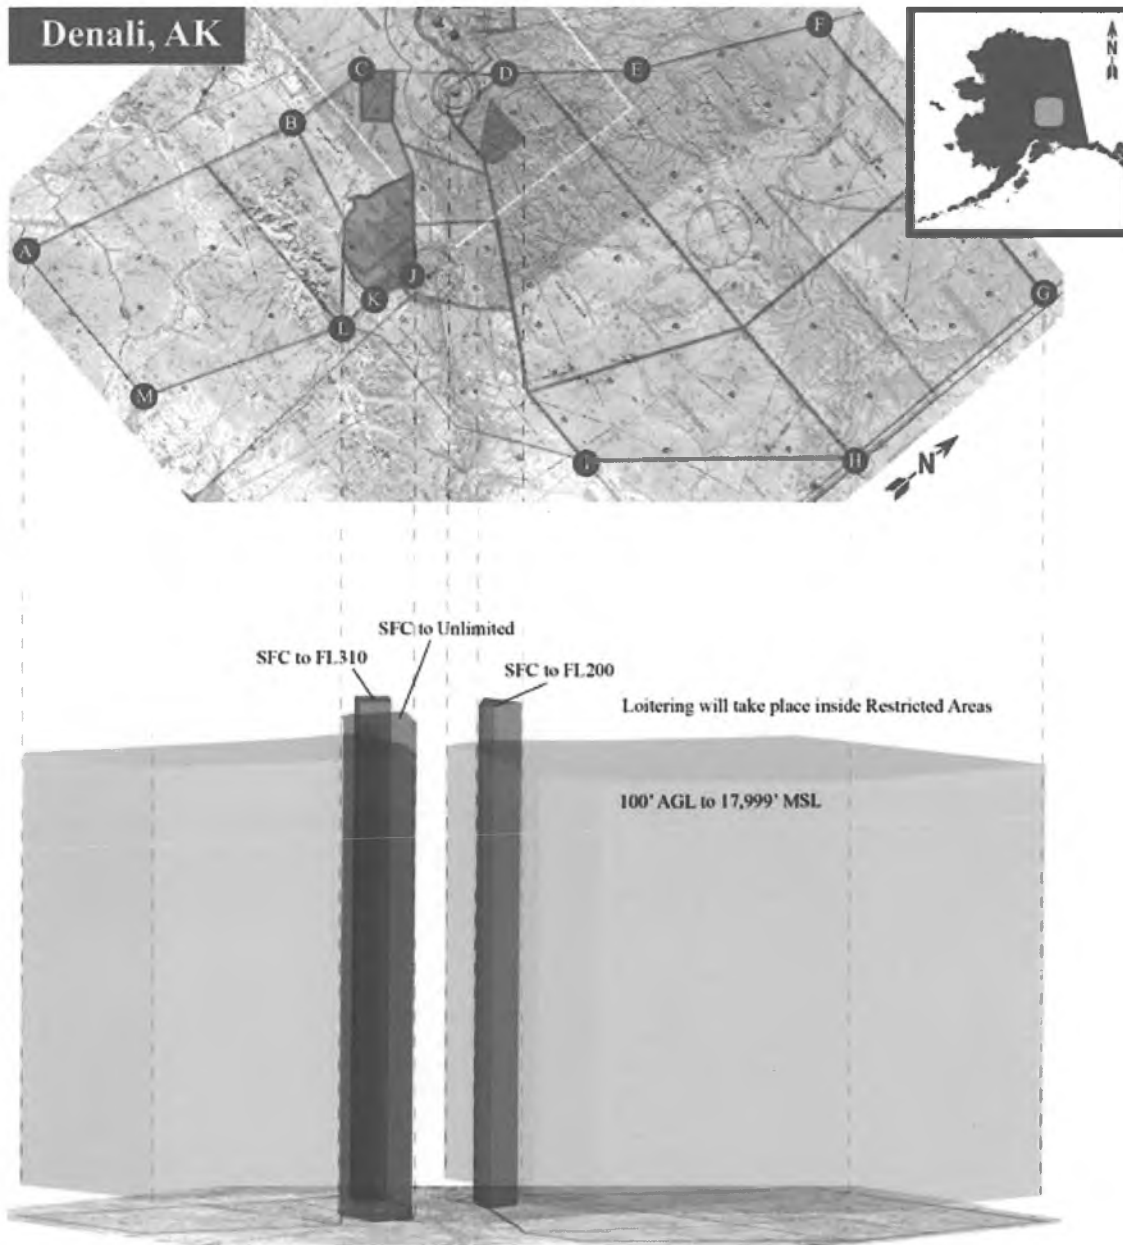 Denali, AK
F
C
D
E
N
B
A
J
G
K
L
M
I
H
N
SFC to Unlimited
SFC to FL310
SFC to FL200
Loitering will take place inside Restricted Areas
100' AGL to 17,999' MSL